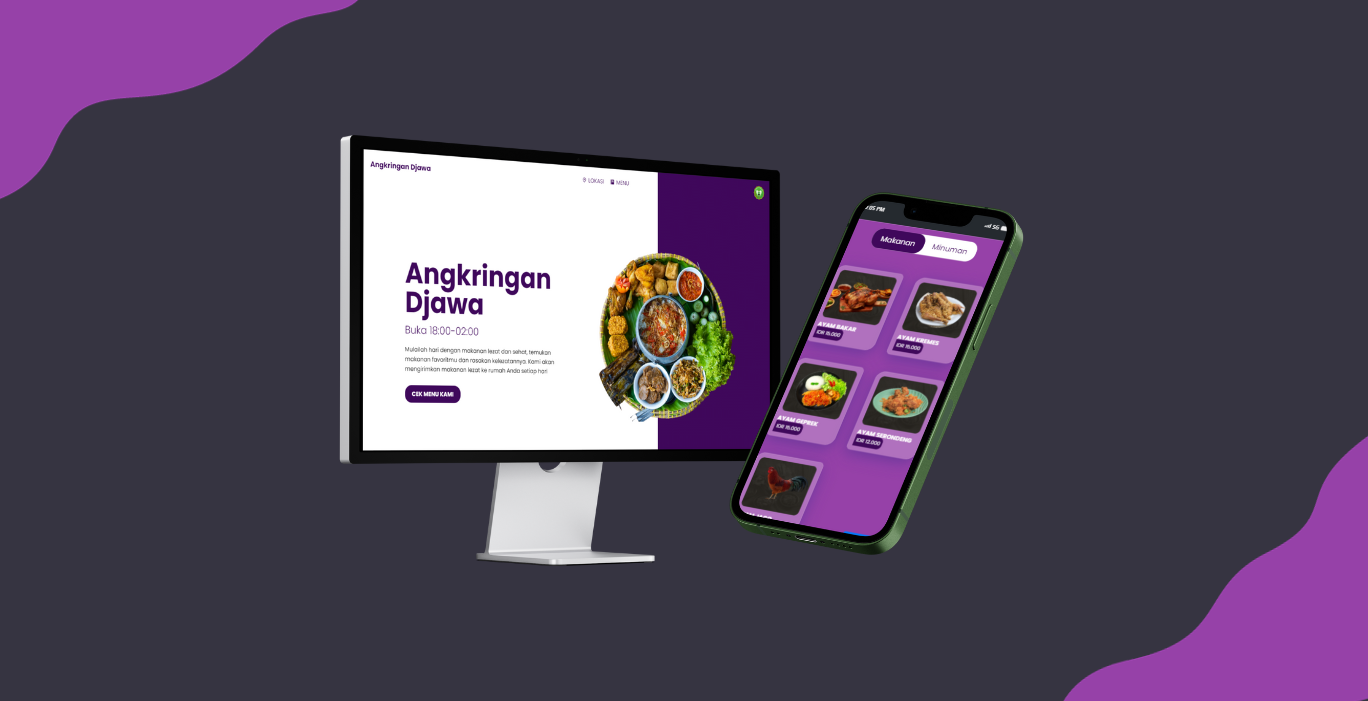 Angkringan Djawa
LOKASI
MENU
Angkringan
Djawa
Buka 18:00-02:00
Mulailah hari dengan makanan lezat dan sehat, temukan
makanan favoritmu dan rasakan kelezatannya. Kami akan
mengirimkan makanan lezat ke rumah Anda setiap hari
CEK MENU KAMI
:05 PM
5G
Makanan
Minuman
AYAM BAKAR
IDR 15.000
AYAM KREMES
IDR 15.000
AYAM GEPREK
IDR 15.000
AYAM SERONDENG
IDR 12.000